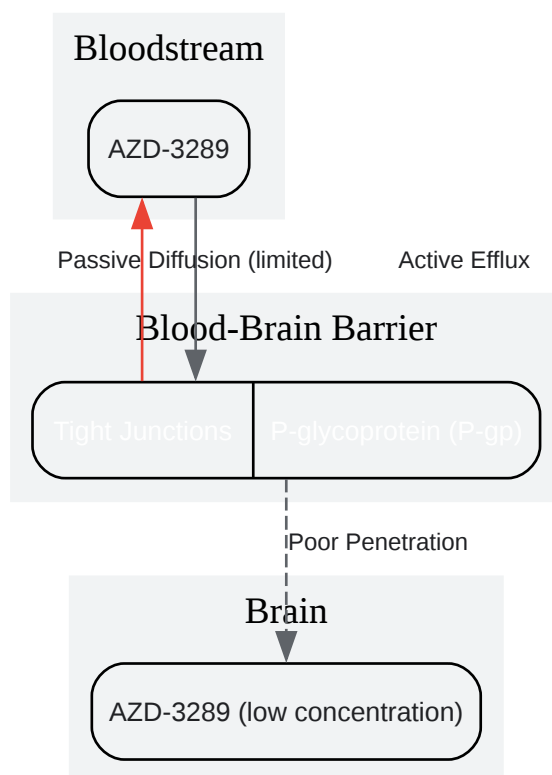 Bloodstream
AZD-3289
Passive Diffusion (limited)
Active Efflux
Blood-Brain Barrier
Tight Junctions
P-glycoprotein (P-gp)
Poor Penetration
Brain
AZD-3289 (low concentration)